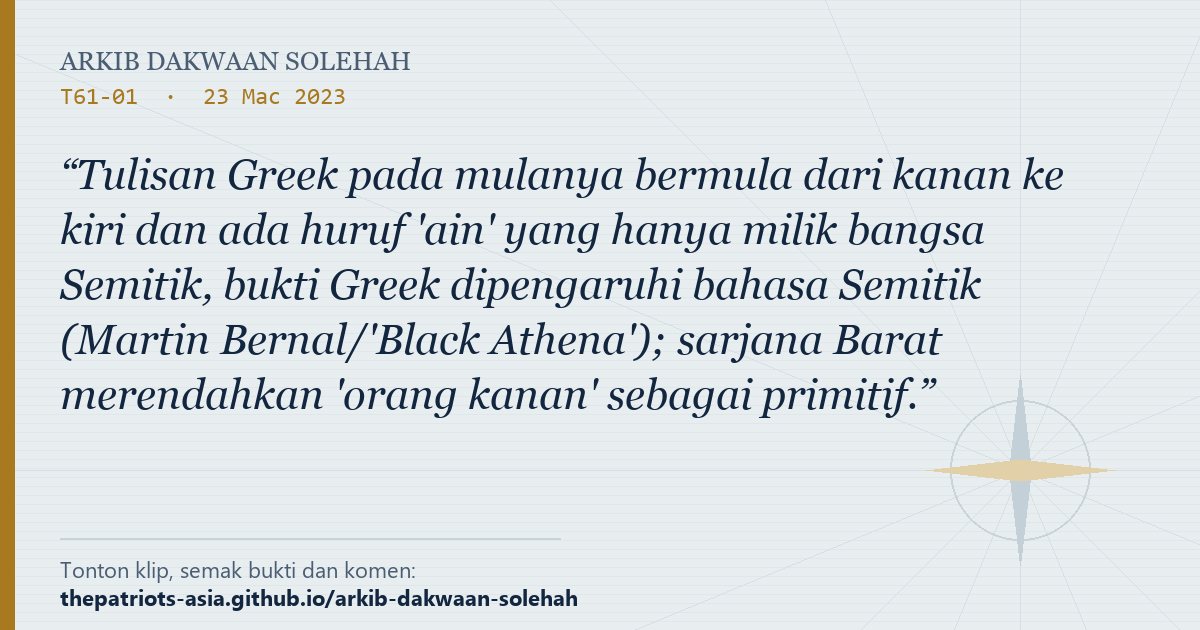 ARKIB DAKWAAN SOLEHAH
T61-01 · 23 Mac 2023
“Tulisan Greek pada mulanya bermula dari kanan ke
kiri dan ada huruf 'ain' yang hanya milik bangsa
Semitik, bukti Greek dipengaruhi bahasa Semitik
(Martin Bernal/'Black Athena'); sarjana Barat
merendahkan 'orang kanan' sebagai primitif.”
Tonton klip, semak bukti dan komen:
thepatriots-asia.github.io/arkib-dakwaan-solehah